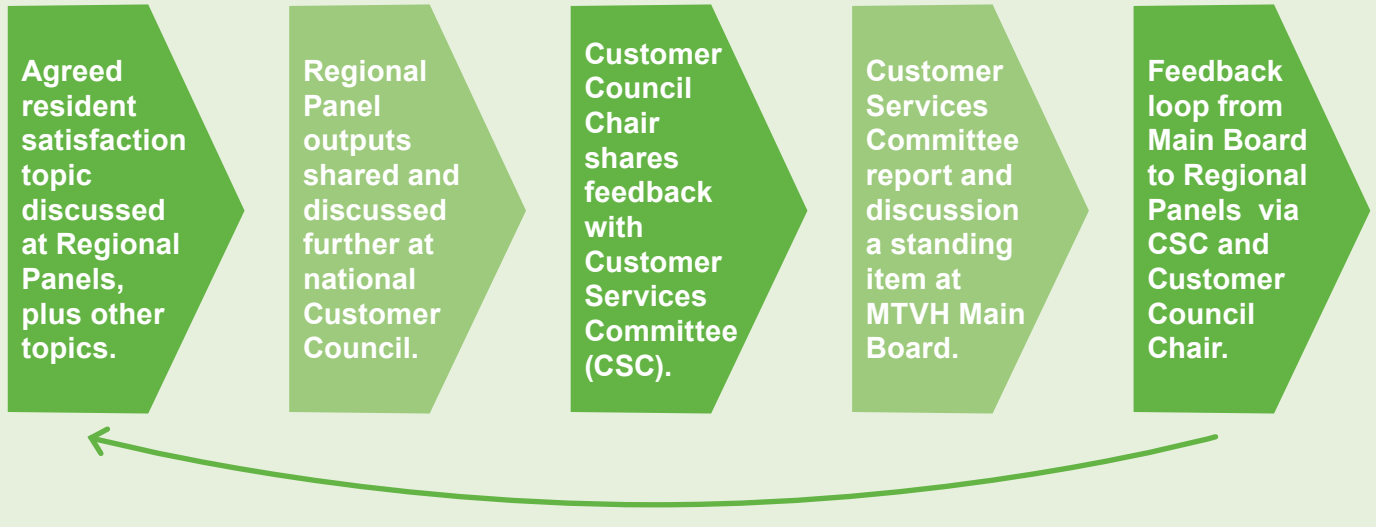 Agreed
resident
satisfaction
topic
discussed
at Regional
Panels,
plus other
topics.
Regional
Panel
outputs
shared and
discussed
further at
national
Customer
Council.
Customer
Council
Chair
shares
feedback
with
Customer
Services
Committee
(CSC).
Customer
Services
Committee
report and
discussion
a standing
item at
MTVH Main
Board.
Feedback
loop from
Main Board
to Regional
Panels via
CSC and
Customer
Council
Chair.